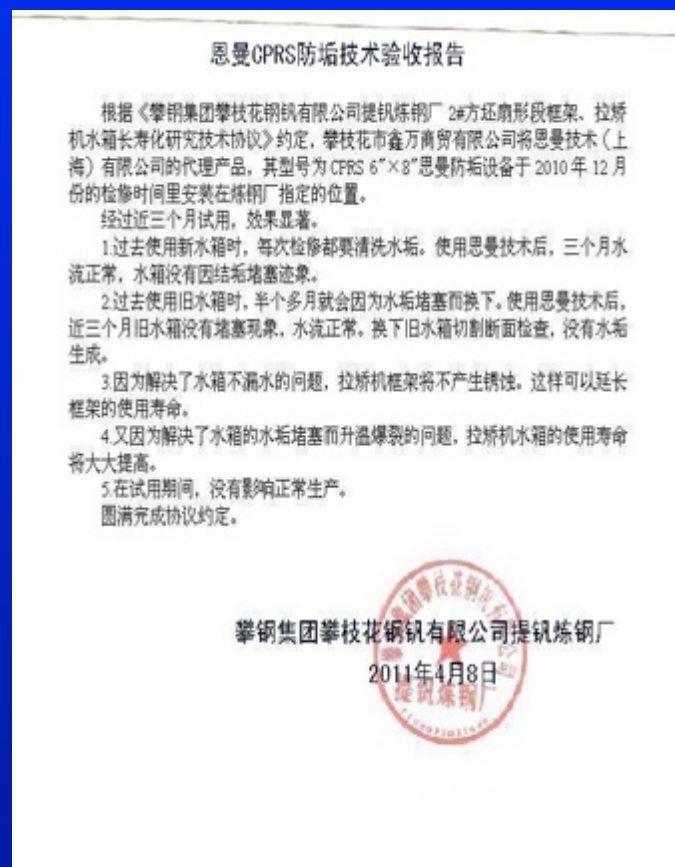 恩曼CPRS防垢技术验收报告
根据《攀钢集团攀枝花钢钒有限公司提钒炼钢厂 2#方坯扇形段框架、拉矫
机水箱长寿化研究技术协议》约定，攀枝花市鑫万商贸有限公司将恩曼技术（上
海）有限公司的代理产品，其型号为 CPRS 6″×8″恩曼防垢设备于 2010 年 12 月
份的检修时间里安装在炼钢厂指定的位置。
经过近三个月试用，效果显著。
1.过去使用新水箱时，每次检修都要清洗水垢。使用恩曼技术后，三个月水
流正常，水箱没有因结垢堵塞迹象。
2.过去使用旧水箱时，半个多月就会因为水垢堵塞而换下。使用恩曼技术后，
近三个月旧水箱没有堵塞现象，水流正常。换下旧水箱切割断面检查，没有水垢
生成。
3.因为解决了水箱不漏水的问题，拉矫机框架将不产生锈蚀。这样可以延长
框架的使用寿命。
4.又因为解决了水箱的水垢堵塞而升温爆裂的问题，拉矫机水箱的使用寿命
将大大提高。
5.在试用期间，没有影响正常生产。
圆满完成协议约定。
攀钢集团攀枝花钢钒有限公司提钒炼钢厂
2011年4月8日
提钒炼钢厂